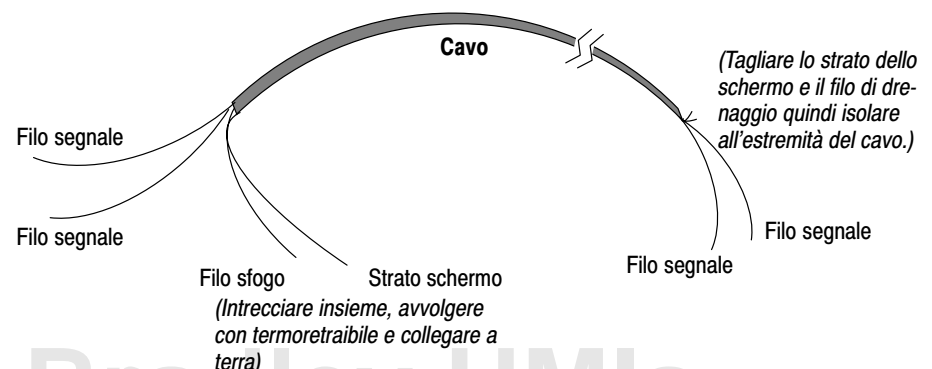 Cavo
(Tagliare lo strato dello
schermo e il filo di dre-
naggio quindi isolare
all'estremità del cavo.)
Filo segnale
Filo segnale
Filo segnale
Filo segnale
Filo sfogo
Strato schermo
(Intrecciare insieme, avvolgere
con termoretraibile e collegare a
terra)